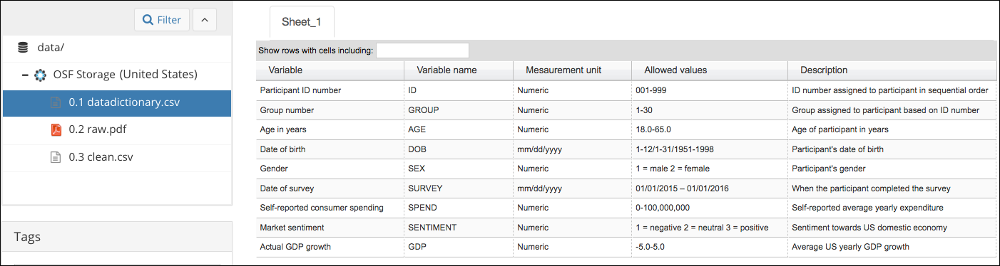 Filter
data/
OSF Storage (United States)
0.1 datadictionary.csv
0.2 raw.pdf
0.3 clean.csv
Tags
Sheet_1
Show rows with cells including:
Variable Variable name Mesaurement unit Allowed values Description
Participant ID number ID Numeric 001-999 ID number assigned to participant in sequential order
Group number GROUP Numeric 1-30 Group assigned to participant based on ID number
Age in years AGE Numeric 18.0-65.0 Age of participant in years
Date of birth DOB mm/dd/yyyy 1-12/1-31/1951-1998 Participant's date of birth
Gender SEX Numeric 1 = male 2 = female Participant's gender
Date of survey SURVEY mm/dd/yyyy 01/01/2015 – 01/01/2016 When the participant completed the survey
Self-reported consumer spending SPEND Numeric 0-100,000,000 Self-reported average yearly expenditure
Market sentiment SENTIMENT Numeric 1 = negative 2 = neutral 3 = positive Sentiment towards US domestic economy
Actual GDP growth GDP Numeric -5.0-5.0 Average US yearly GDP growth